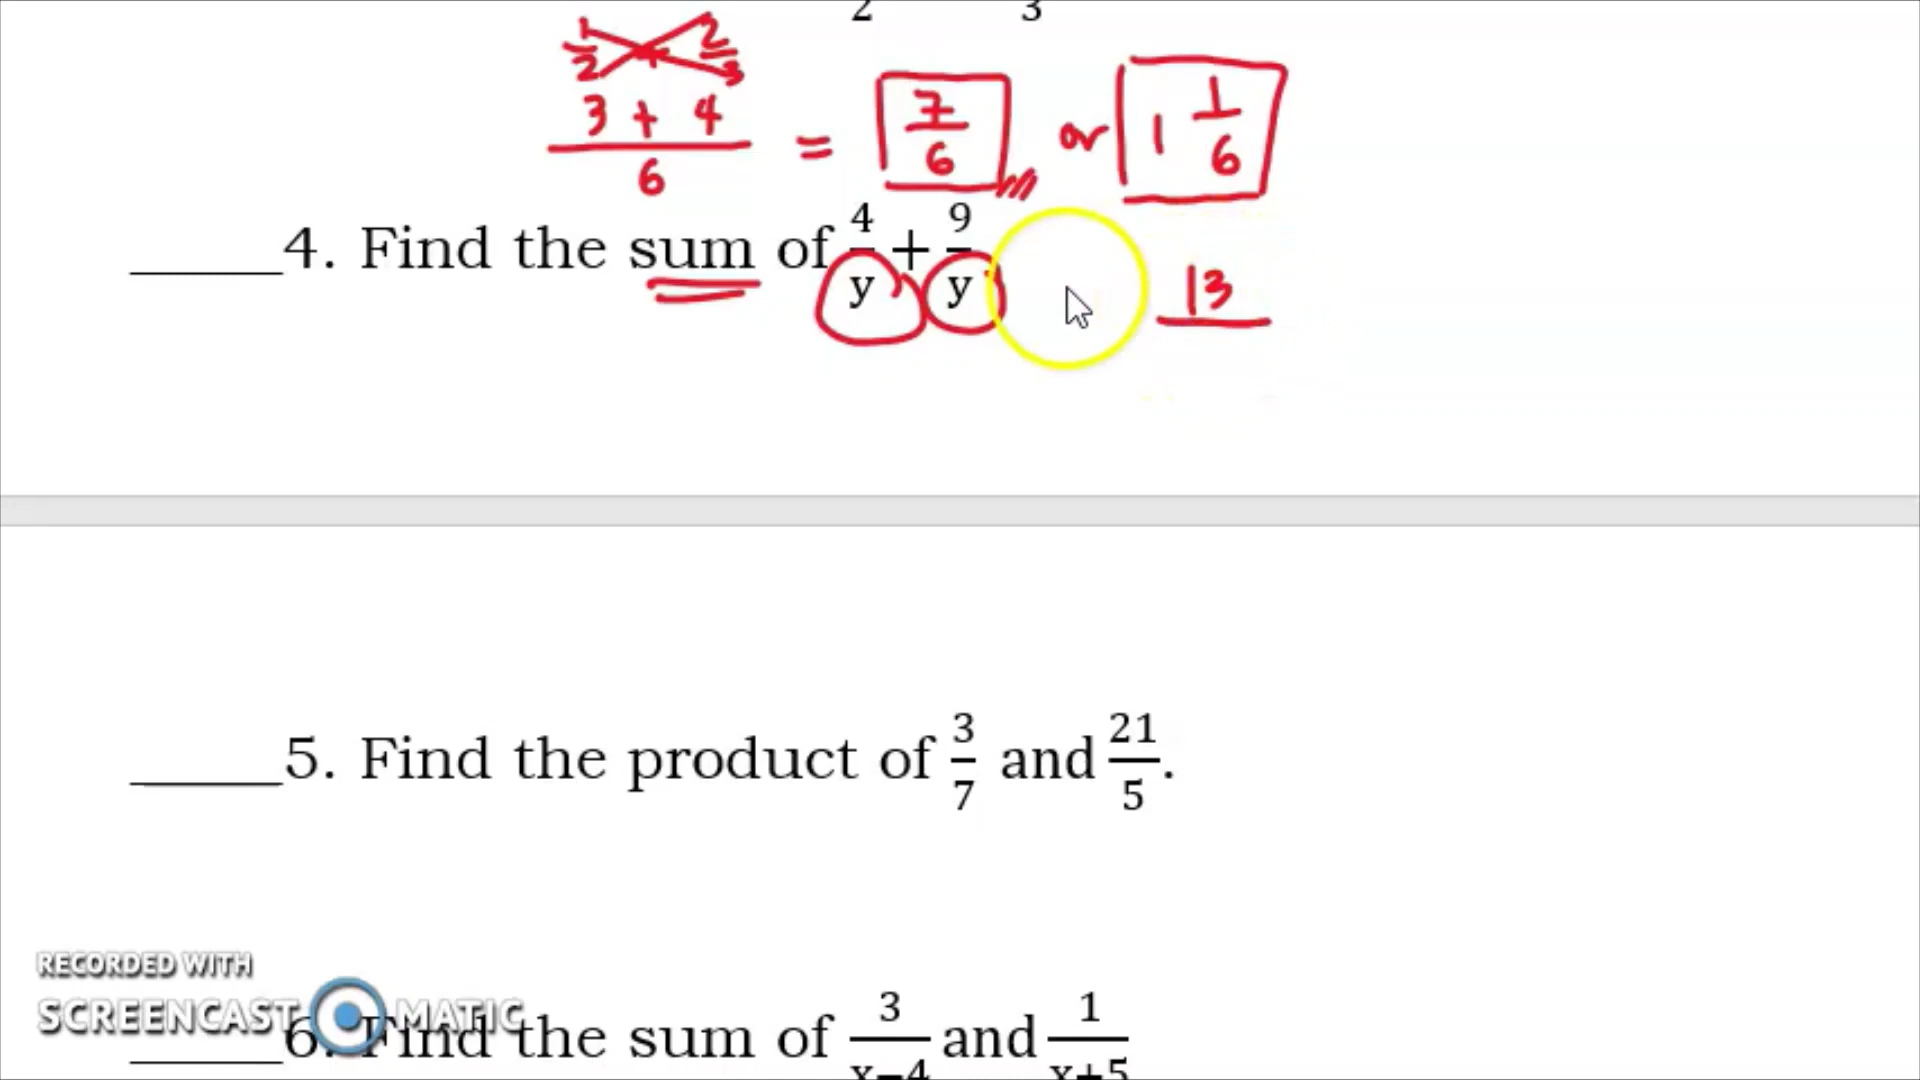 2 3
1/2 + 2/3
3 + 4
6
= 7/6 or 1 1/6
_____4. Find the sum of 4/y + 9/y
13
_____5. Find the product of 3/7 and 21/5.
_____6. Find the sum of 3/x−4 and 1/x+5
RECORDED WITH
SCREENCAST MATIC